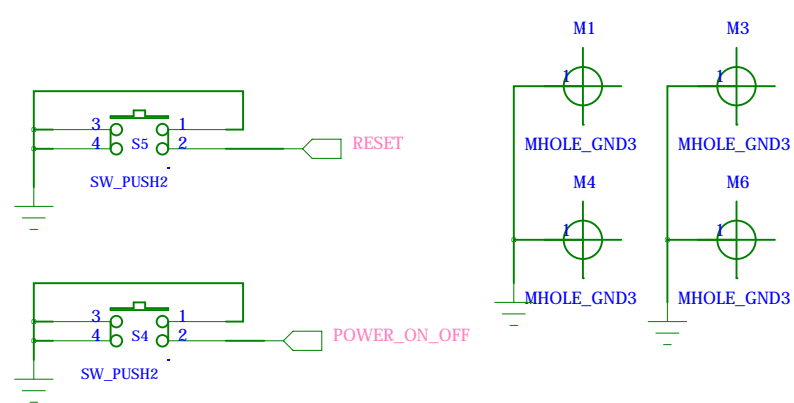 M1
M3
1
1
3
1
4
S5
2
RESET
MHOLE_GND3
MHOLE_GND3
SW_PUSH2
M4
M6
1
1
MHOLE_GND3
MHOLE_GND3
3
1
4
S4
2
POWER_ON_OFF
SW_PUSH2